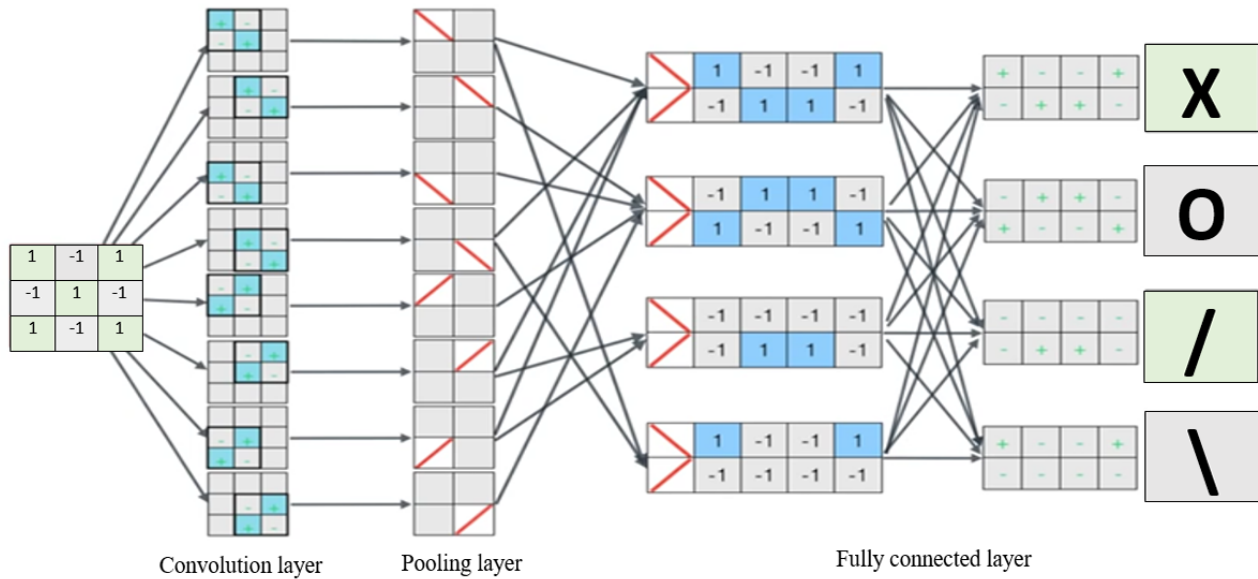 1 -1 1
-1 1 -1
1 -1 1
+ -
- +
+ -
- +
+ -
- +
+ -
- +
- +
+ -
- +
+ -
- +
+ -
- +
+ -
1 -1 -1 1
-1 1 1 -1
-1 1 1 -1
1 -1 -1 1
-1 -1 -1 -1
-1 1 1 -1
1 -1 -1 1
-1 -1 -1 -1
+ - - +
- + + -
- + + -
+ - - +
- - - -
- + + -
+ - - +
- - - -
X
O
/
\
Convolution layer
Pooling layer
Fully connected layer